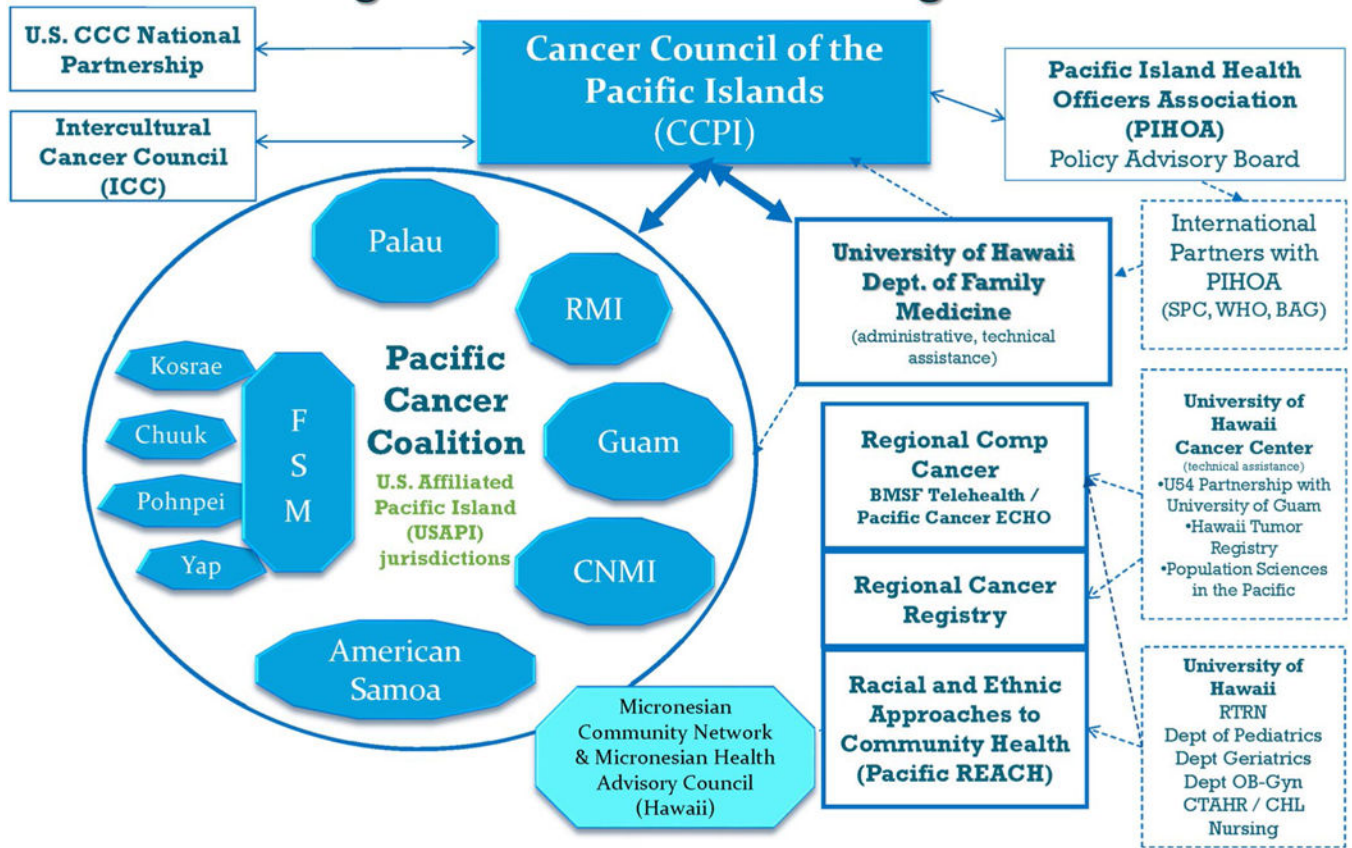 U.S. CCC National
Partnership
Intercultural
Cancer Council
(ICC)
Cancer Council of the
Pacific Islands
(CCPI)
Pacific Island Health
Officers Association
(PIHOA)
Policy Advisory Board
International
Partners with
PIHOA
(SPC, WHO, BAG)
University of Hawaii
Dept. of Family
Medicine
(administrative, technical
assistance)
Palau
RMI
Kosrae
Chuuk
Pohnpei
Yap
F
S
M
Pacific
Cancer
Coalition
U.S. Affiliated
Pacific Island
(USAPI)
jurisdictions
Guam
CNMI
American
Samoa
Micronesian
Community Network
& Micronesian Health
Advisory Council
(Hawaii)
Regional Comp
Cancer
BMSF Telehealth /
Pacific Cancer ECHO
Regional Cancer
Registry
Racial and Ethnic
Approaches to
Community Health
(Pacific REACH)
University of
Hawaii
Cancer Center
(technical assistance)
•U54 Partnership with
University of Guam
•Hawaii Tumor
Registry
•Population Sciences
in the Pacific
University of
Hawaii
RTRN
Dept of Pediatrics
Dept Geriatrics
Dept OB-Gyn
CTAHR / CHL
Nursing